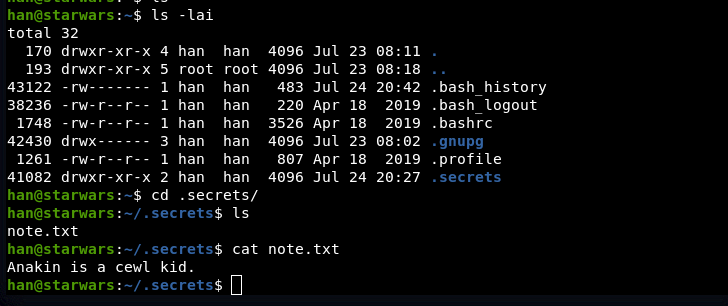 han@starwars:~$ ls
han@starwars:~$ ls -lai
total 32
  170 drwxr-xr-x 4 han  han  4096 Jul 23 08:11 .
  193 drwxr-xr-x 5 root root 4096 Jul 23 08:18 ..
43122 -rw------- 1 han  han   483 Jul 24 20:42 .bash_history
38236 -rw-r--r-- 1 han  han   220 Apr 18  2019 .bash_logout
 1748 -rw-r--r-- 1 han  han  3526 Apr 18  2019 .bashrc
42430 drwx------ 3 han  han  4096 Jul 23 08:02 .gnupg
 1261 -rw-r--r-- 1 han  han   807 Apr 18  2019 .profile
41082 drwxr-xr-x 2 han  han  4096 Jul 24 20:27 .secrets
han@starwars:~$ cd .secrets/
han@starwars:~/.secrets$ ls
note.txt
han@starwars:~/.secrets$ cat note.txt
Anakin is a cewl kid.
han@starwars:~/.secrets$